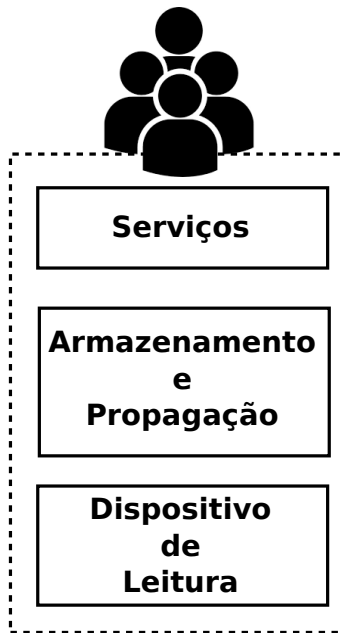 Serviços
Armazenamento
e
Propagação
Dispositivo
de
Leitura